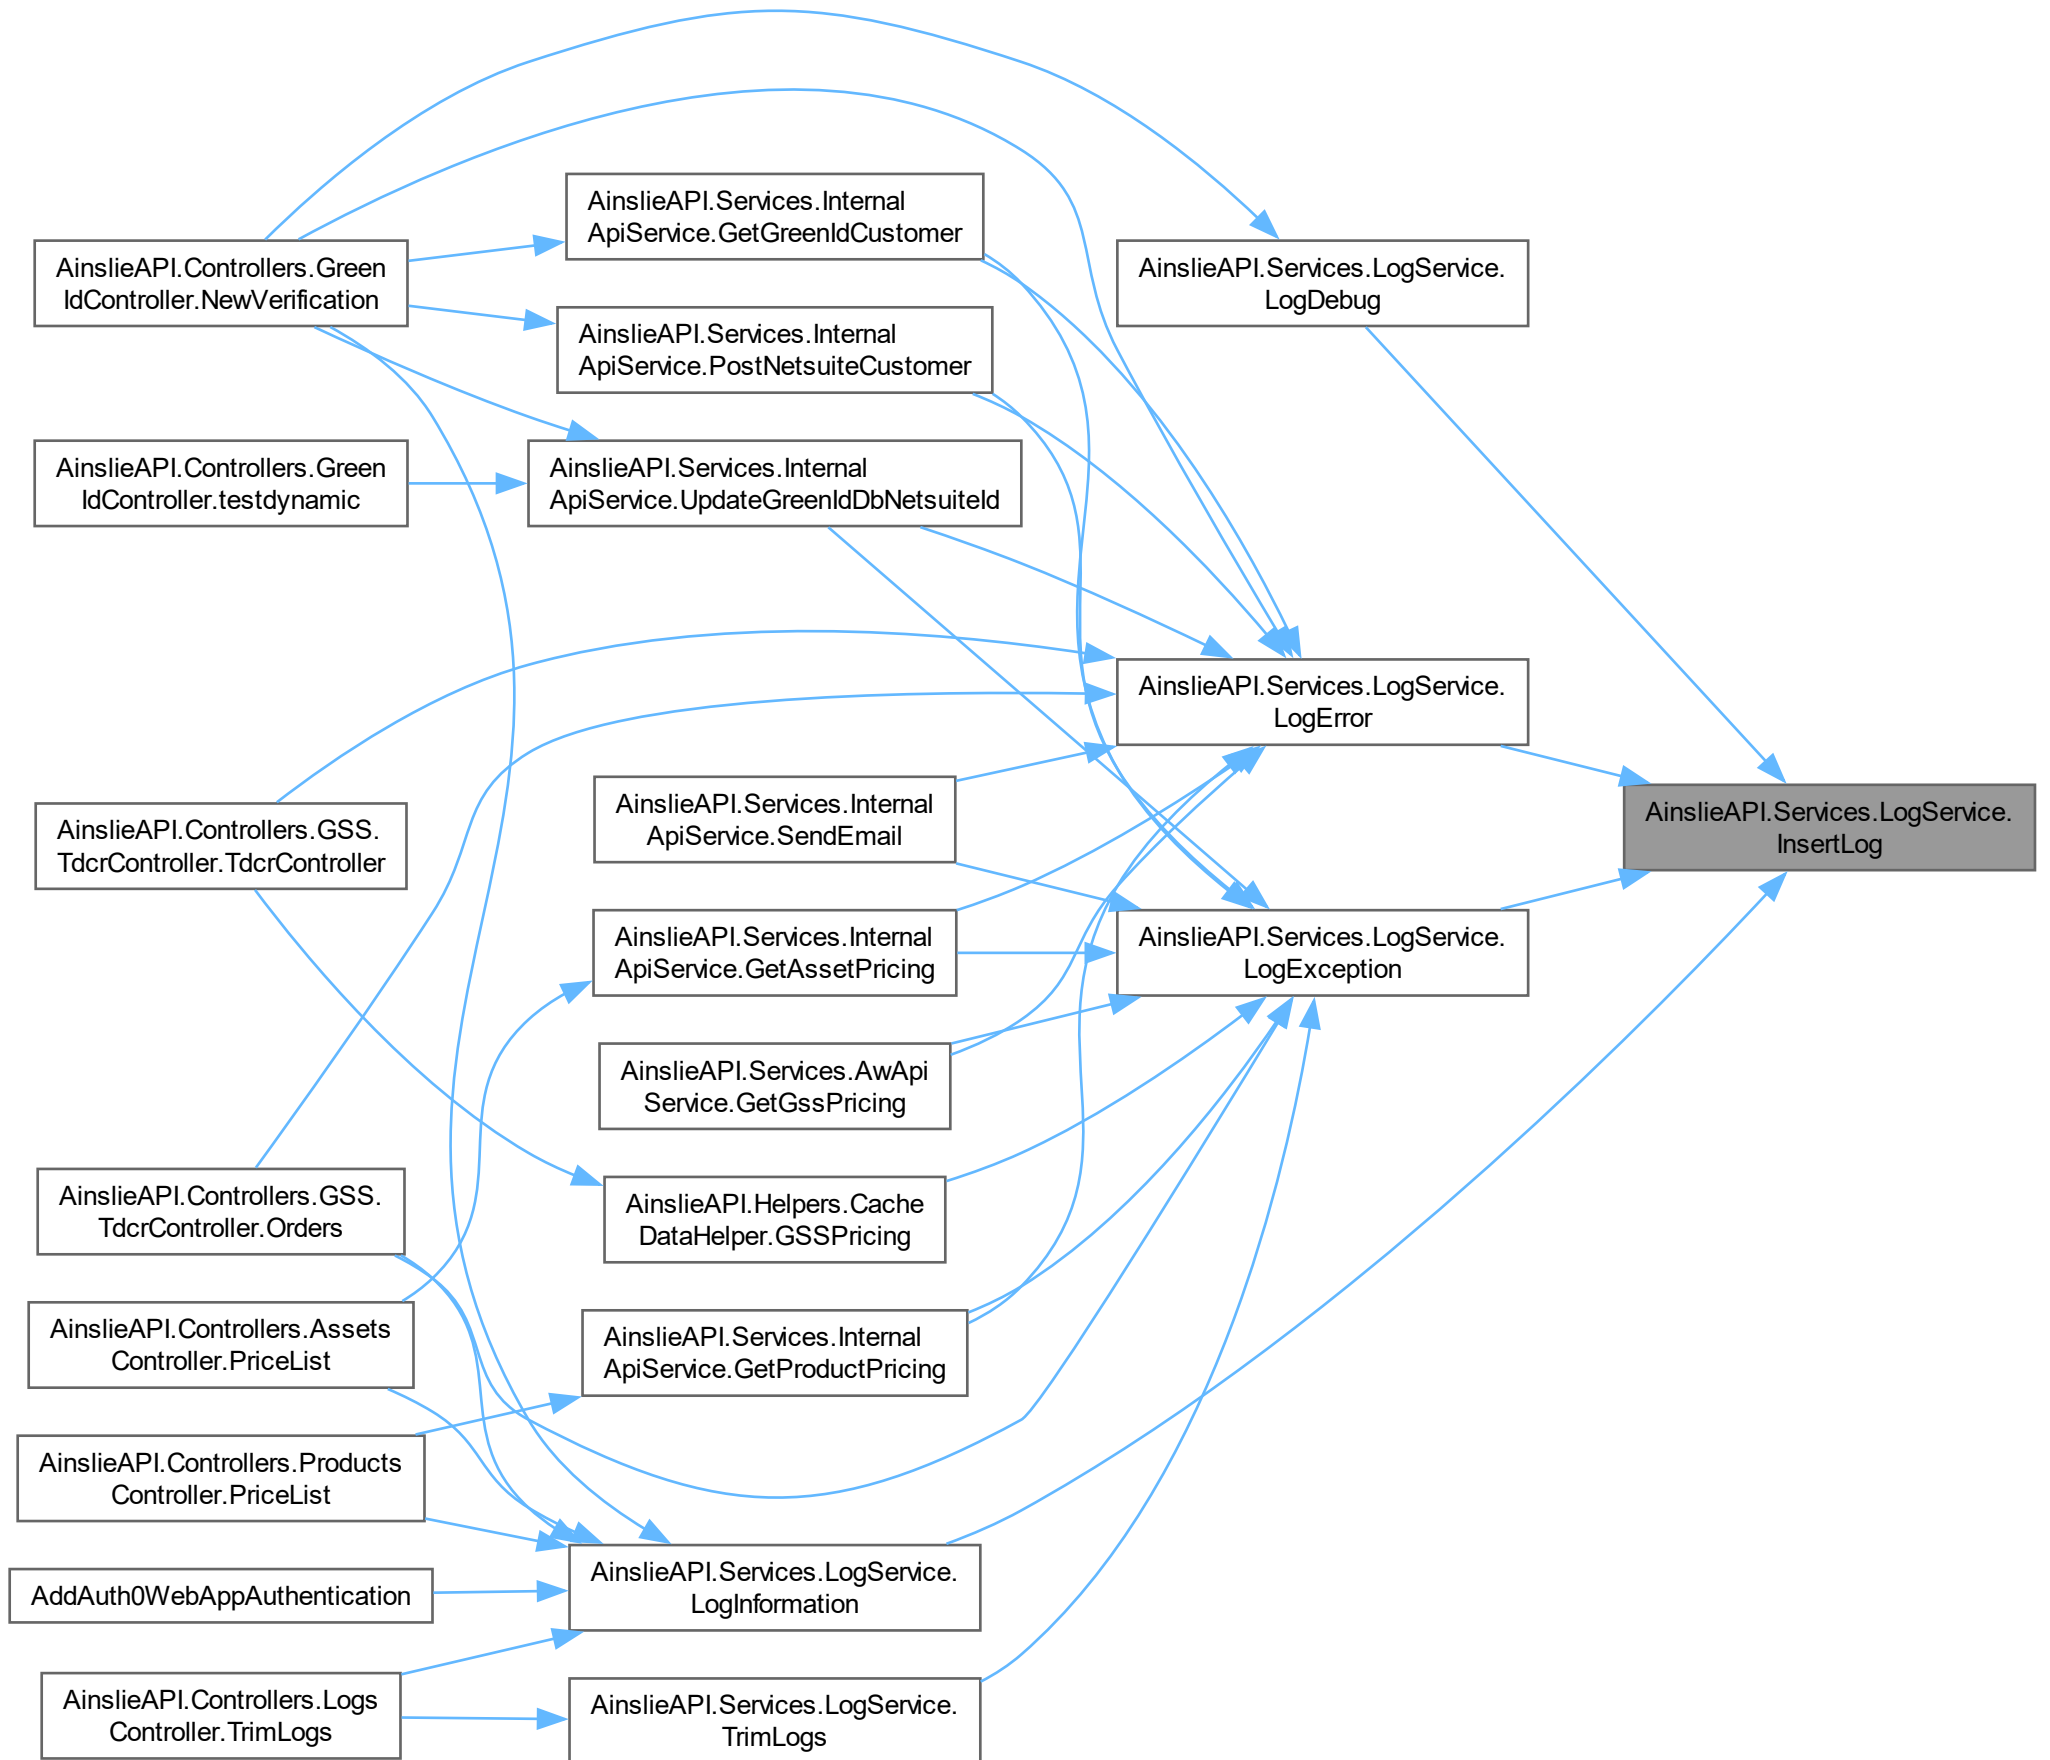 AinslieAPI.Services.Internal
ApiService.GetGreenIdCustomer
AinslieAPI.Controllers.Green
IdController.NewVerification
AinslieAPI.Services.LogService.
LogDebug
AinslieAPI.Services.Internal
ApiService.PostNetsuiteCustomer
AinslieAPI.Controllers.Green
IdController.testdynamic
AinslieAPI.Services.Internal
ApiService.UpdateGreenIdDbNetsuiteId
AinslieAPI.Services.LogService.
LogError
AinslieAPI.Services.Internal
ApiService.SendEmail
AinslieAPI.Services.LogService.
InsertLog
AinslieAPI.Controllers.GSS.
TdcrController.TdcrController
AinslieAPI.Services.Internal
ApiService.GetAssetPricing
AinslieAPI.Services.LogService.
LogException
AinslieAPI.Services.AwApi
Service.GetGssPricing
AinslieAPI.Controllers.GSS.
TdcrController.Orders
AinslieAPI.Helpers.Cache
DataHelper.GSSPricing
AinslieAPI.Controllers.Assets
Controller.PriceList
AinslieAPI.Services.Internal
ApiService.GetProductPricing
AinslieAPI.Controllers.Products
Controller.PriceList
AinslieAPI.Services.LogService.
LogInformation
AddAuth0WebAppAuthentication
AinslieAPI.Controllers.Logs
Controller.TrimLogs
AinslieAPI.Services.LogService.
TrimLogs